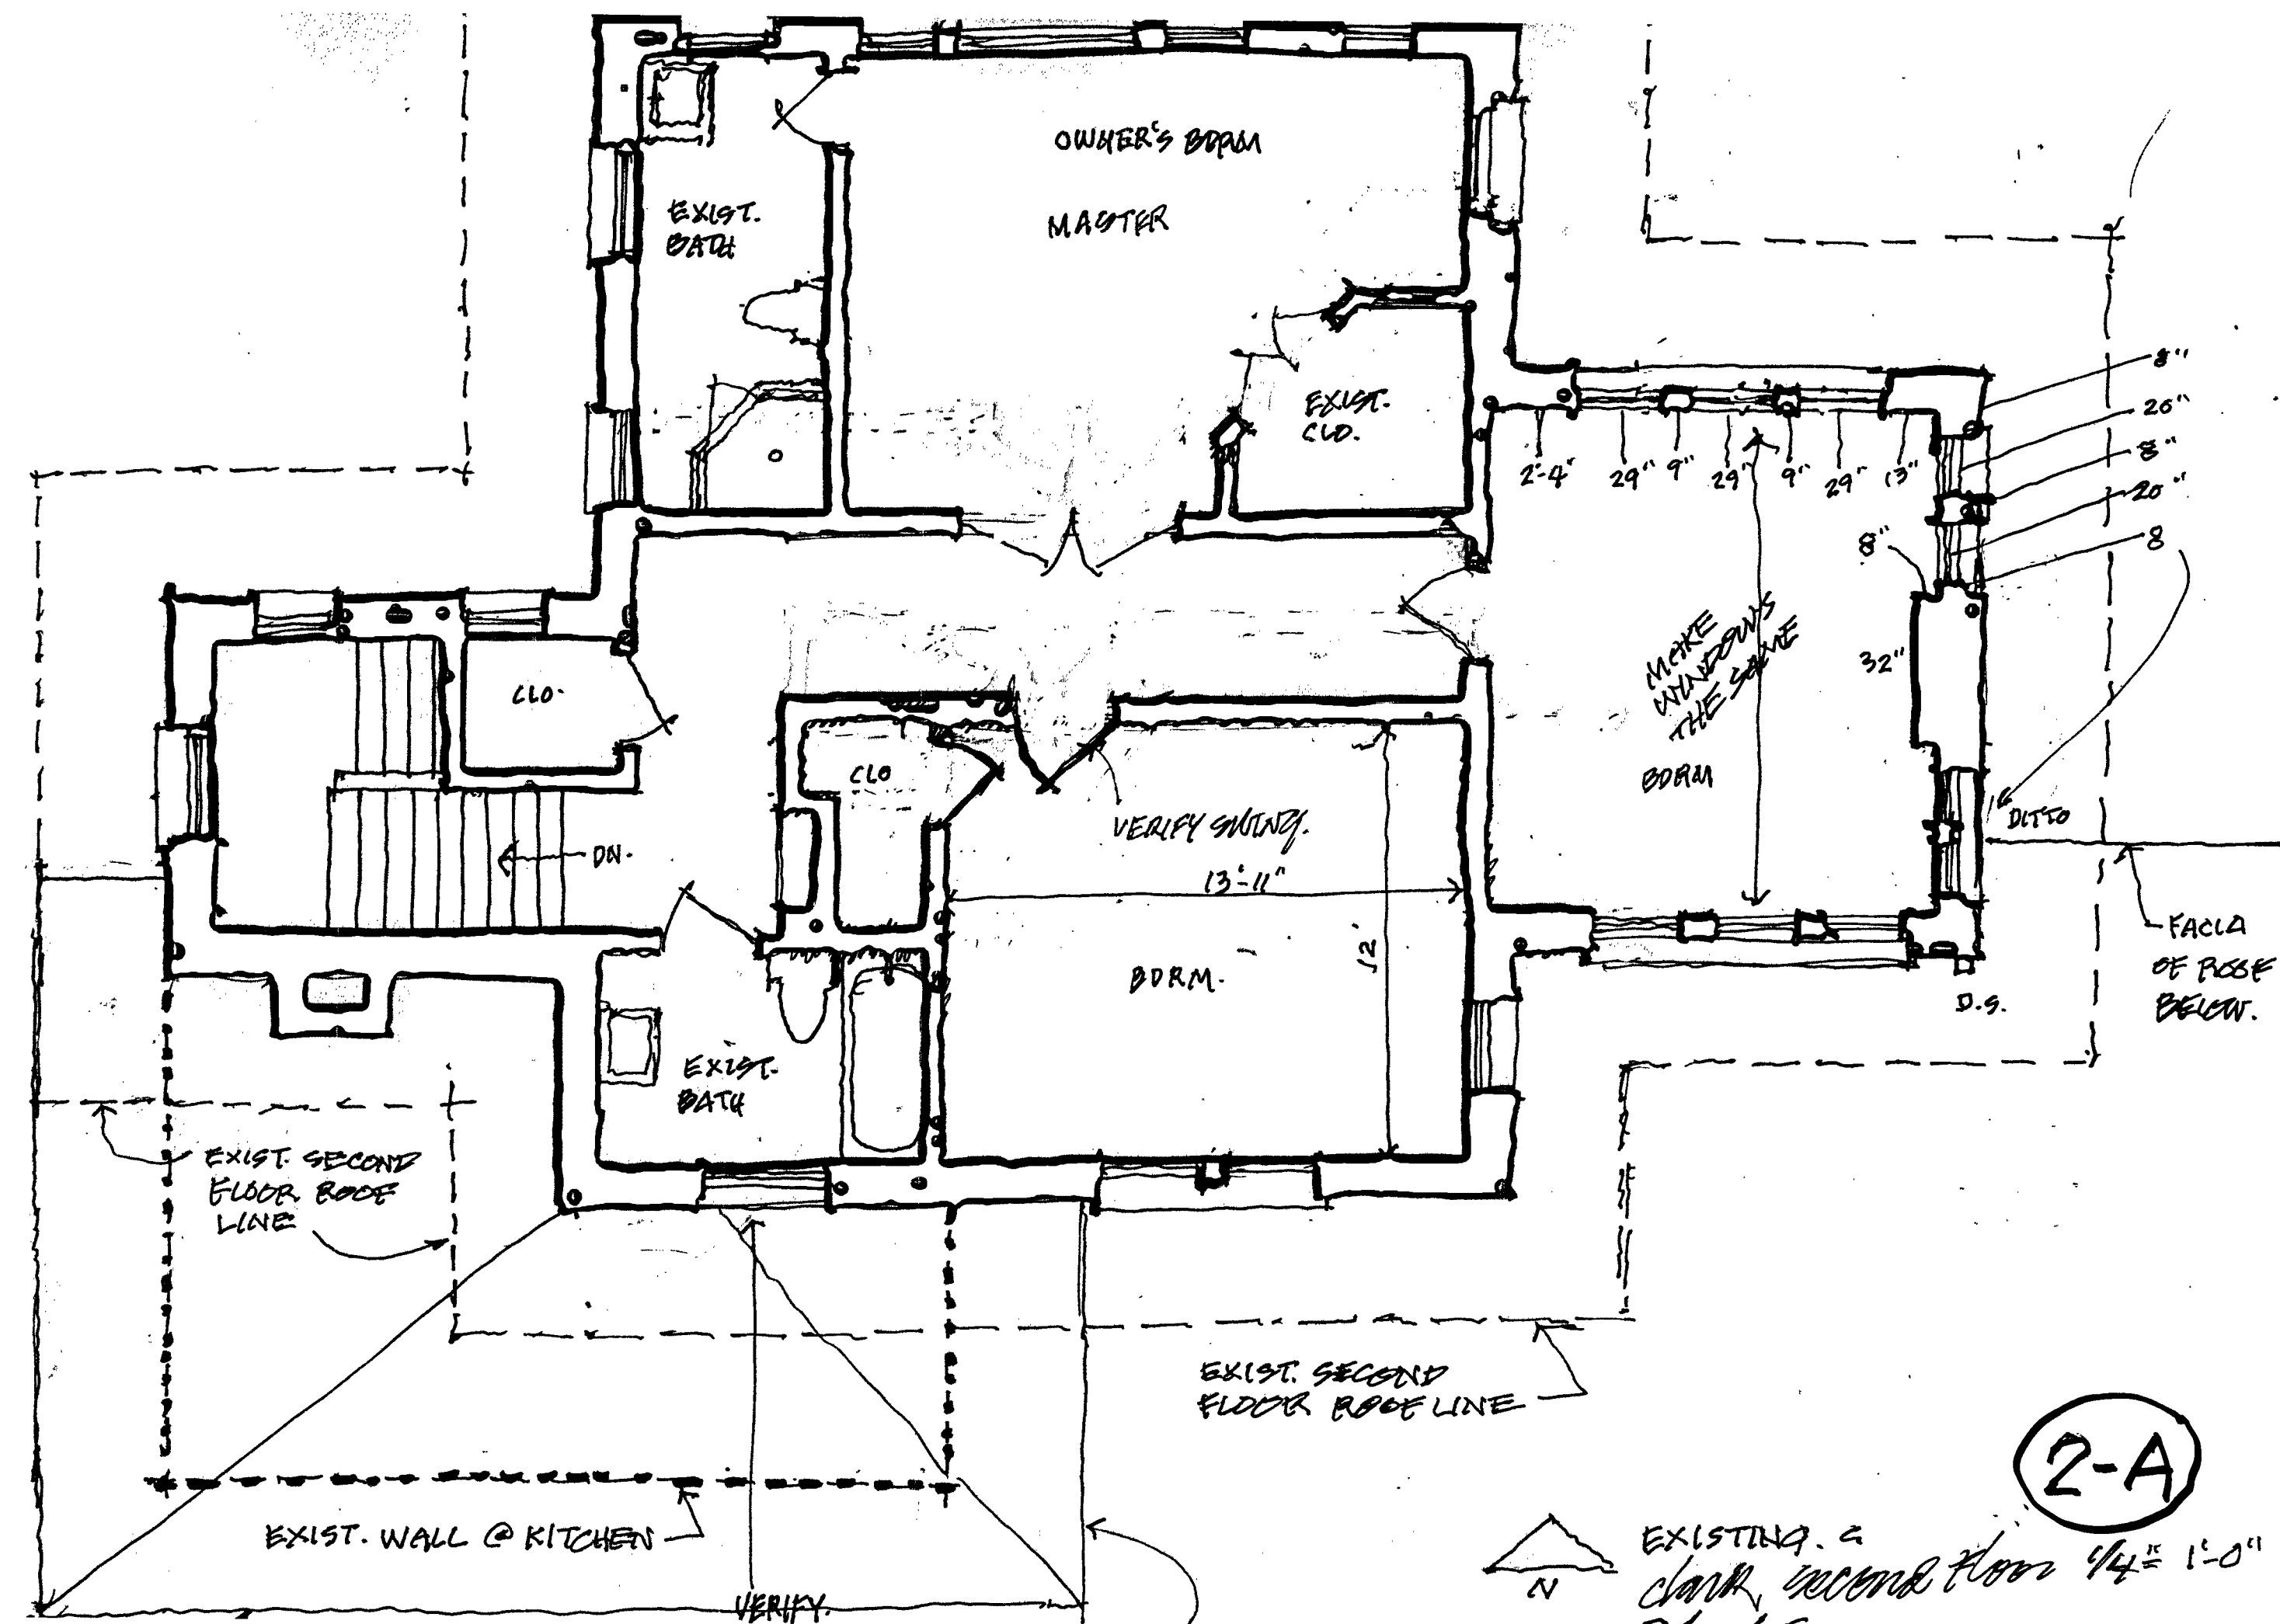 OWNER'S BDRM
MASTER
EXIST.
BATH
EXIST.
CLO.
8"
20"
8"
20"
8
2'-4"
29"
9"
29"
9"
29"
13"
8"
32"
MAKE
WINDOWS
THE SAME
BDRM
DITTO
CLO.
CLO
VERIFY SWING.
DN.
13'-11"
12'
BDRM.
FACIA
OF ROOF
BELOW.
D.S.
EXIST.
BATH
EXIST. SECOND
FLOOR ROOF
LINE
EXIST. SECOND
FLOOR ROOF LINE
EXIST. WALL @ KITCHEN
VERIFY.
2-A
N
EXISTING.
second floor 1/4" = 1'-0"